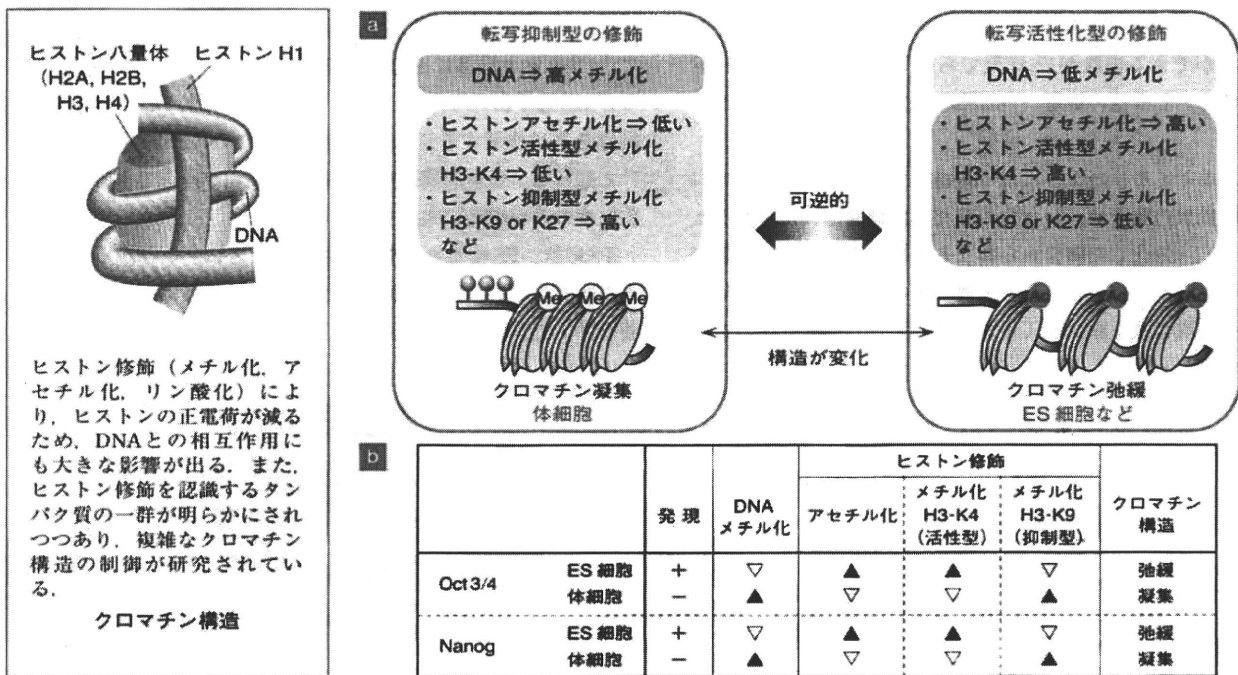 ヒストン八量体
(H2A, H2B,
H3, H4)
ヒストン H1
DNA
ヒストン修飾（メチル化，ア
セチル化，リン酸化）によ
り，ヒストンの正電荷が減る
ため，DNAとの相互作用に
も大きな影響が出る．また，
ヒストン修飾を認識するタン
パク質の一群が明らかにされ
つつあり，複雑なクロマチン
構造の制御が研究されてい
る．
クロマチン構造
a
転写抑制型の修飾
DNA ⇒ 高メチル化
・ヒストンアセチル化 ⇒ 低い
・ヒストン活性型メチル化
H3-K4 ⇒ 低い
・ヒストン抑制型メチル化
H3-K9 or K27 ⇒ 高い
など
Me Me Me
クロマチン凝集
体細胞
可逆的
構造が変化
転写活性化型の修飾
DNA ⇒ 低メチル化
・ヒストンアセチル化 ⇒ 高い
・ヒストン活性型メチル化
H3-K4 ⇒ 高い
・ヒストン抑制型メチル化
H3-K9 or K27 ⇒ 低い
など
Ac Ac Ac
クロマチン弛緩
ES 細胞など
b
ヒストン修飾
発現 DNAメチル化 アセチル化 メチル化H3-K4（活性型） メチル化H3-K9（抑制型） クロマチン構造
Oct 3/4 ES 細胞 + ▽ ▲ ▲ ▽ 弛緩
体細胞 − ▲ ▽ ▽ ▲ 凝集
Nanog ES 細胞 + ▽ ▲ ▲ ▽ 弛緩
体細胞 − ▲ ▽ ▽ ▲ 凝集